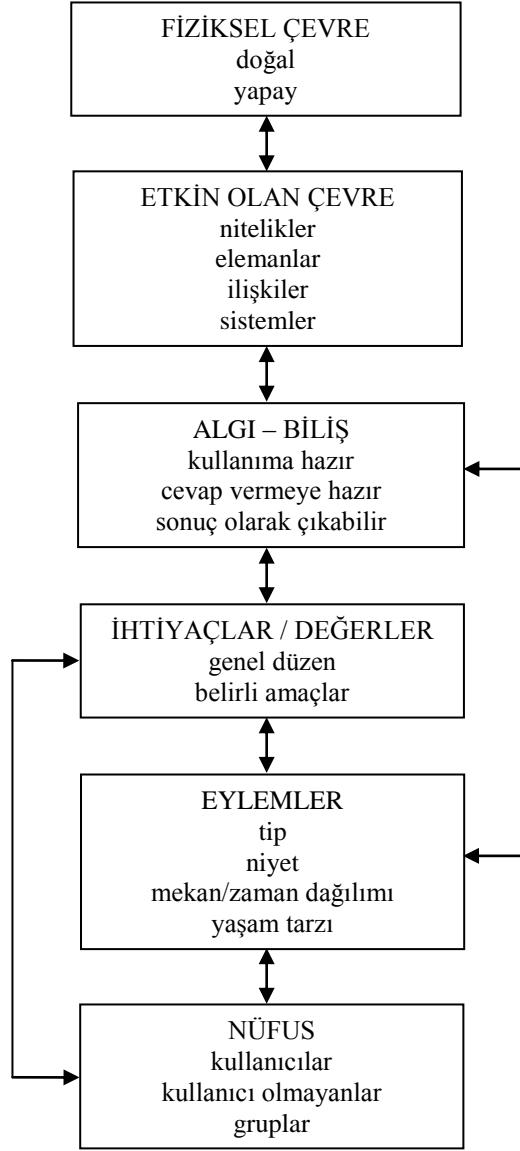 FİZİKSEL ÇEVRE
doğal
yapay
ETKİN OLAN ÇEVRE
nitelikler
elemanlar
ilişkiler
sistemler
ALGI – BİLİŞ
kullanıma hazır
cevap vermeye hazır
sonuç olarak çıkabilir
İHTİYAÇLAR / DEĞERLER
genel düzen
belirli amaçlar
EYLEMLER
tip
niyet
mekan/zaman dağılımı
yaşam tarzı
NÜFUS
kullanıcılar
kullanıcı olmayanlar
gruplar